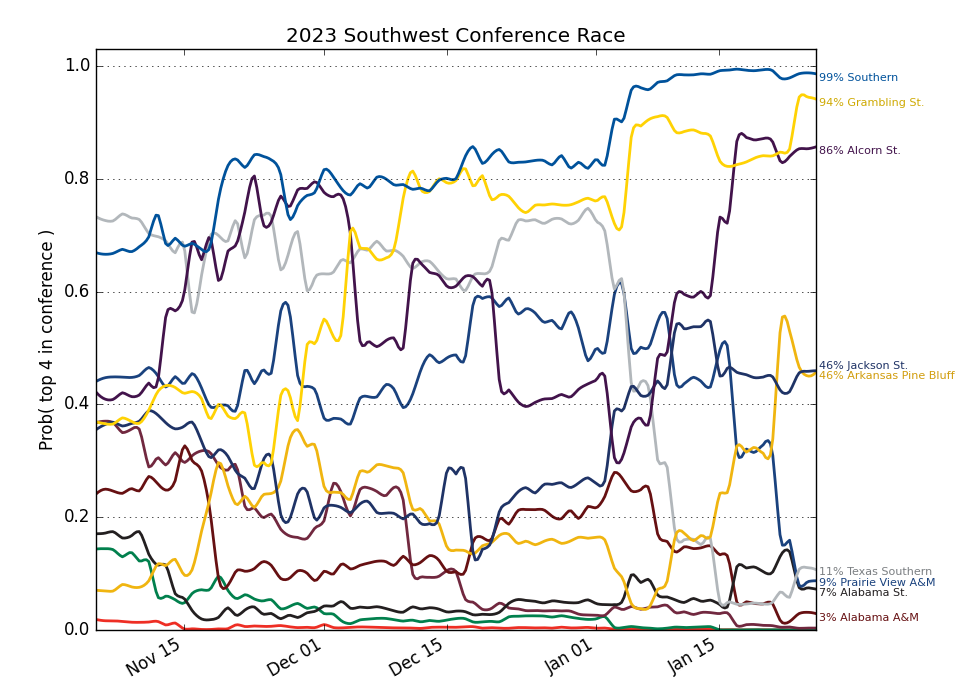 2023 Southwest Conference Race
Prob( top 4 in conference )
1.0
0.8
0.6
0.4
0.2
0.0
Nov 15
Dec 01
Dec 15
Jan 01
Jan 15
99% Southern
94% Grambling St.
86% Alcorn St.
46% Jackson St.
46% Arkansas Pine Bluff
11% Texas Southern
9% Prairie View A&M
7% Alabama St.
3% Alabama A&M